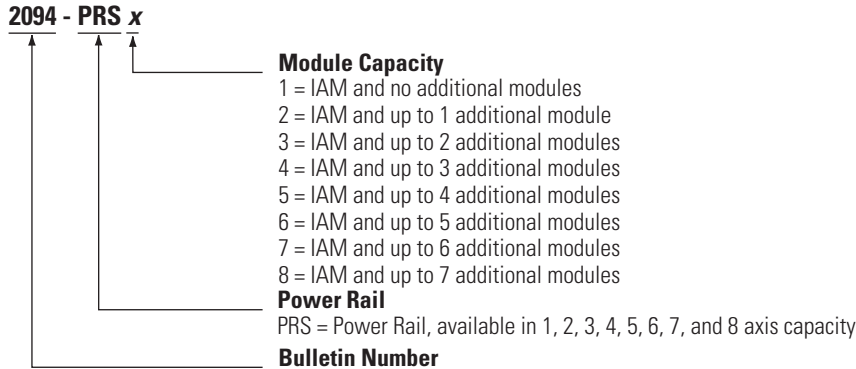 2094 - PRS x
Module Capacity
1 = IAM and no additional modules
2 = IAM and up to 1 additional module
3 = IAM and up to 2 additional modules
4 = IAM and up to 3 additional modules
5 = IAM and up to 4 additional modules
6 = IAM and up to 5 additional modules
7 = IAM and up to 6 additional modules
8 = IAM and up to 7 additional modules
Power Rail
PRS = Power Rail, available in 1, 2, 3, 4, 5, 6, 7, and 8 axis capacity
Bulletin Number